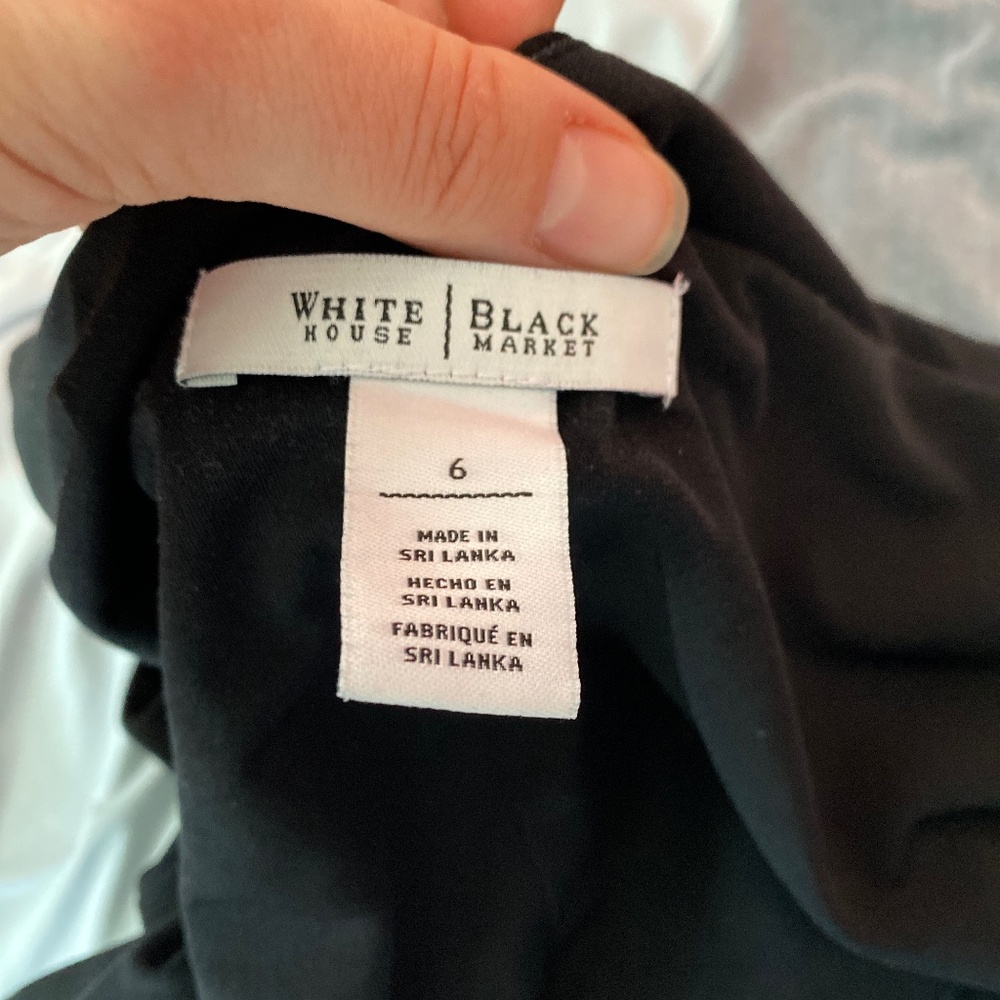 WHITE | BLACK
HOUSE | MARKET
6
MADE IN
SRI LANKA
HECHO EN
SRI LANKA
FABRIQUÉ EN
SRI LANKA